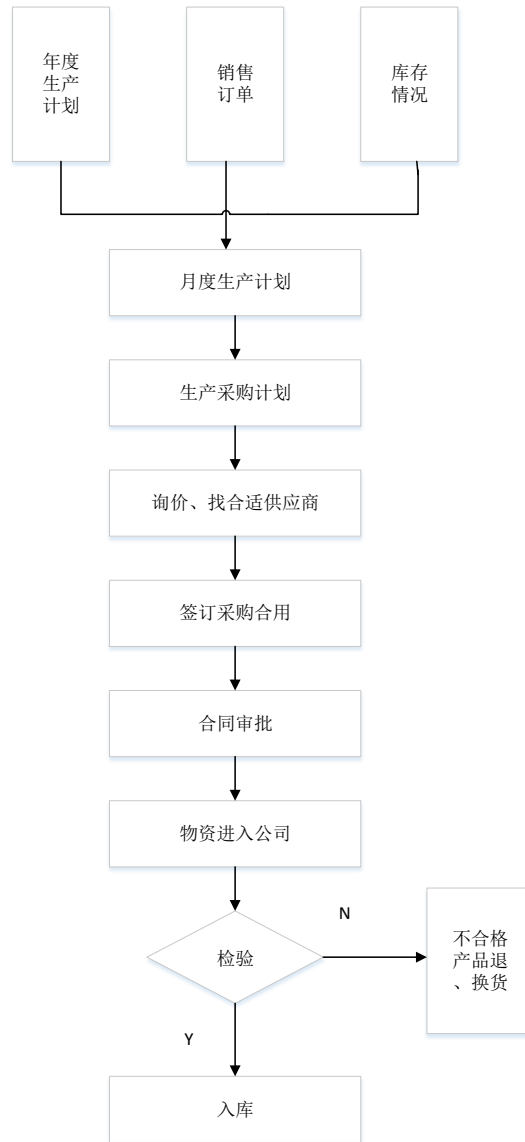 年度
生产
计划
销售
订单
库存
情况
月度生产计划
生产采购计划
询价、找合适供应商
签订采购合用
合同审批
物资进入公司
检验
N
不合格
产品退
、换货
Y
入库